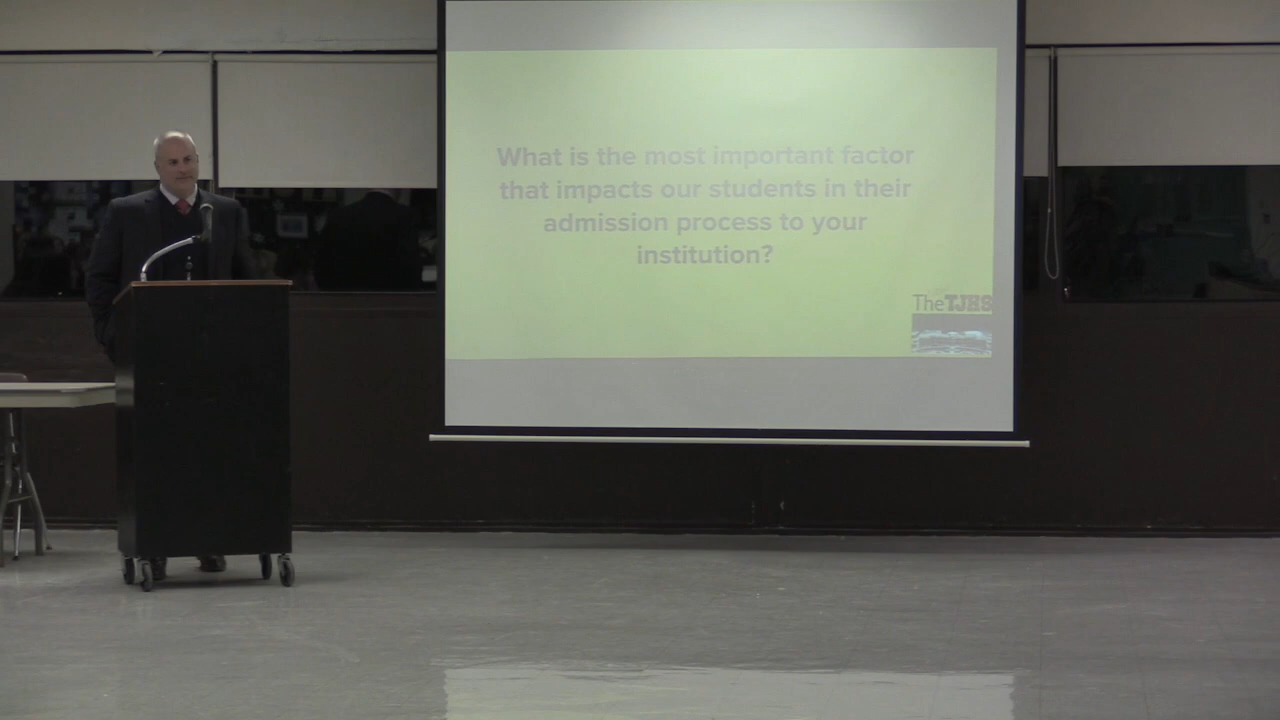 What is the most important factor
that impacts our students in their
admission process to your
institution?
TheTJHS